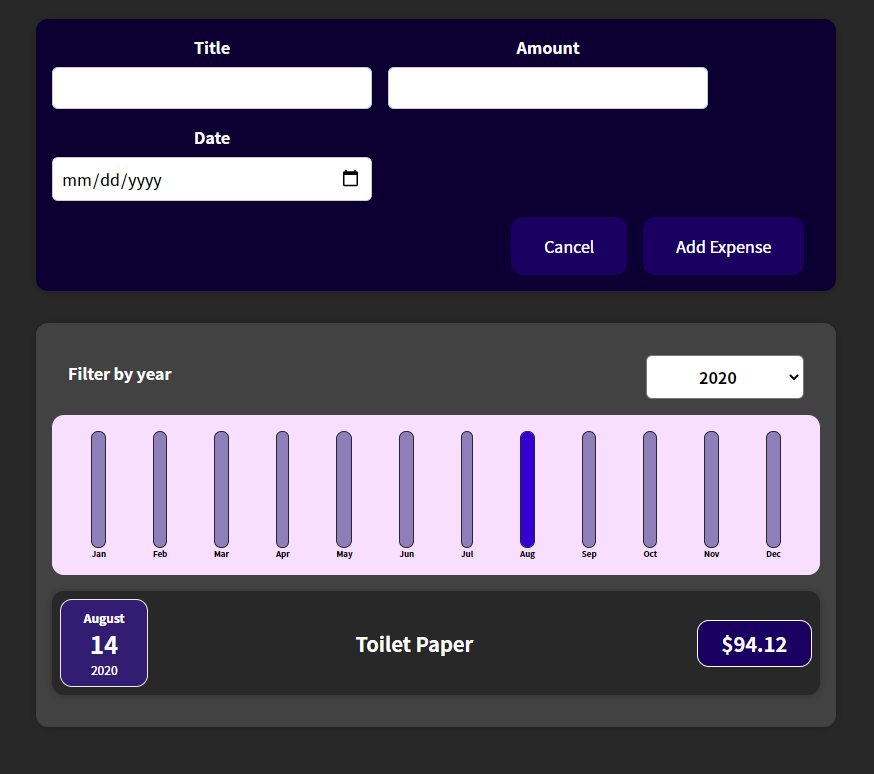 Title Amount
Date
mm/dd/yyyy
Cancel Add Expense
Filter by year 2020
Jan Feb Mar Apr May Jun Jul Aug Sep Oct Nov Dec
August
14
2020
Toilet Paper
$94.12